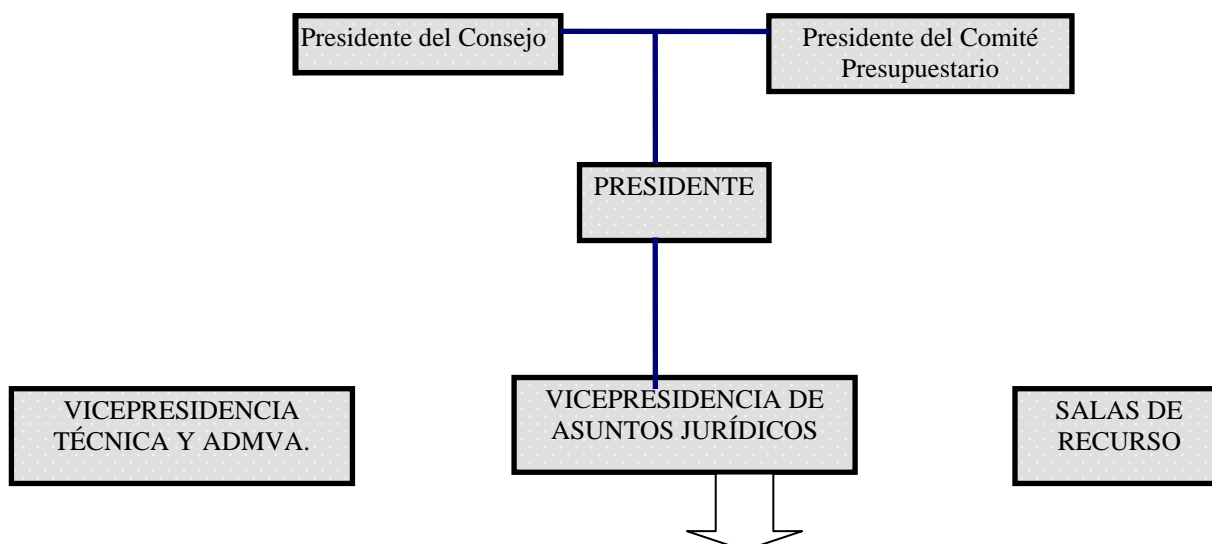 Presidente del Consejo
Presidente del Comité
Presupuestario
PRESIDENTE
VICEPRESIDENCIA
TÉCNICA Y ADMVA.
VICEPRESIDENCIA DE
ASUNTOS JURÍDICOS
SALAS DE
RECURSO